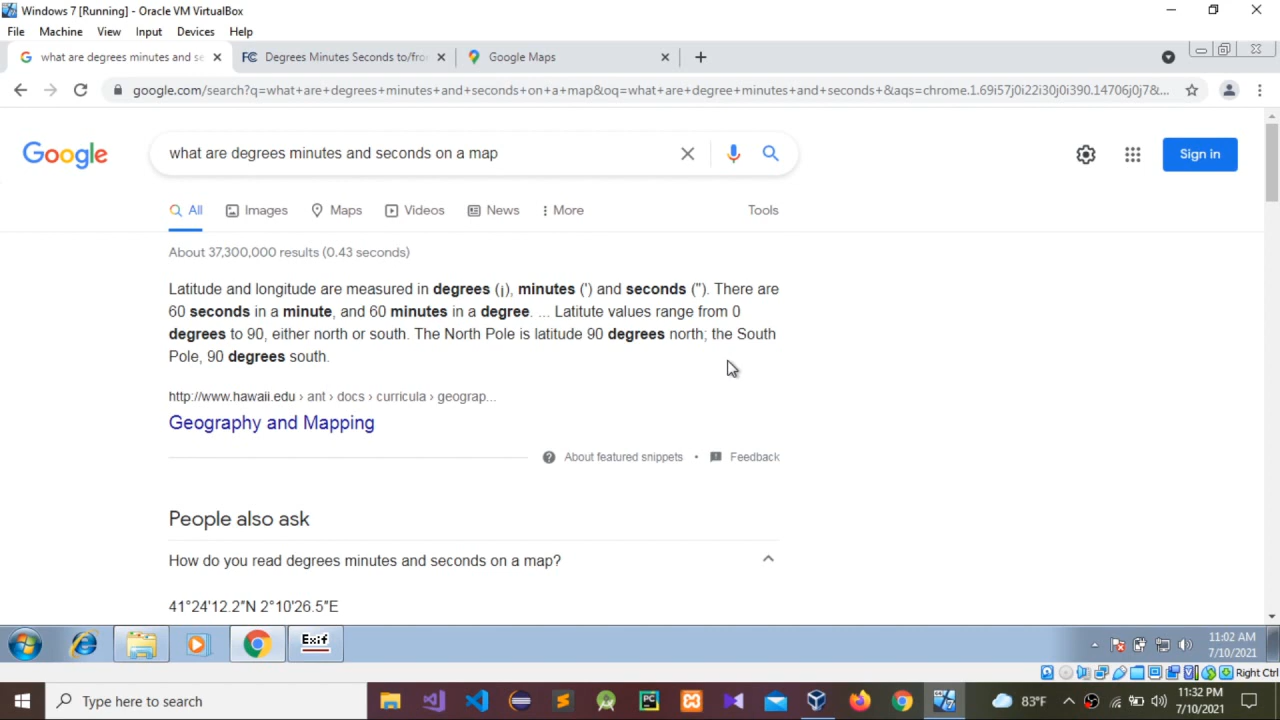 Windows 7 [Running] - Oracle VM VirtualBox
File Machine View Input Devices Help
what are degrees minutes and se
FC Degrees Minutes Seconds to/fro
Google Maps
google.com/search?q=what+are+degrees+minutes+and+seconds+on+a+map&oq=what+are+degree+minutes+and+seconds+&aqs=chrome.1.69i57j0i22i30j0i390.14706j0j7&...
Google
what are degrees minutes and seconds on a map
Sign in
All Images Maps Videos News More Tools
About 37,300,000 results (0.43 seconds)
Latitude and longitude are measured in degrees (¡), minutes (') and seconds ("). There are
60 seconds in a minute, and 60 minutes in a degree. ... Latitute values range from 0
degrees to 90, either north or south. The North Pole is latitude 90 degrees north; the South
Pole, 90 degrees south.
http://www.hawaii.edu › ant › docs › curricula › geograp...
Geography and Mapping
About featured snippets • Feedback
People also ask
How do you read degrees minutes and seconds on a map?
41°24'12.2"N 2°10'26.5"E
Exif
11:02 AM
7/10/2021
Right Ctrl
Type here to search
PC
83°F
11:32 PM
7/10/2021